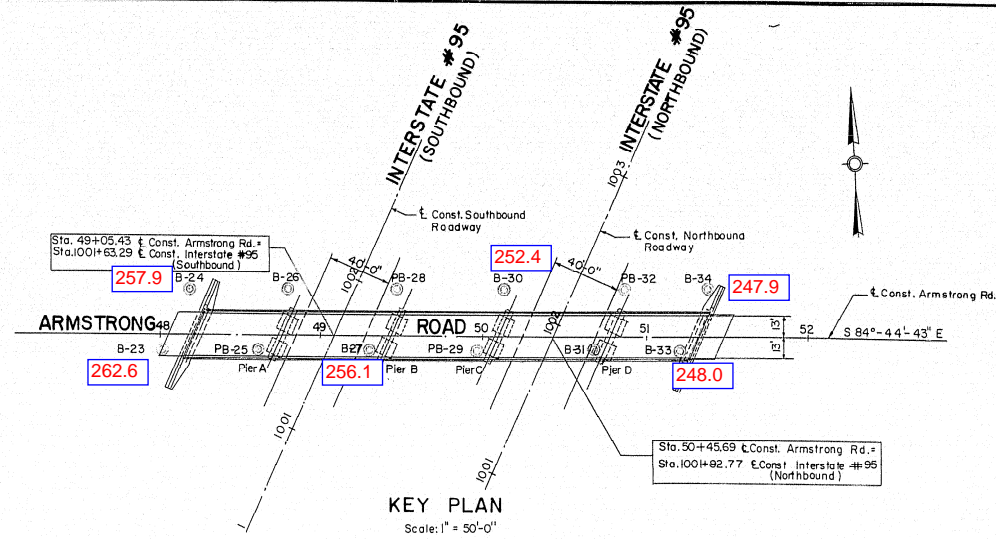 INTERSTATE #95
(SOUTHBOUND)
INTERSTATE #95
(NORTHBOUND)
1003
℄ Const. Southbound
Roadway
℄ Const. Northbound
Roadway
Sta. 49+05.43 ℄ Const. Armstrong Rd.=
Sta.1001+63.29 ℄ Const. Interstate #95
(Southbound)
40'-0"
1002
252.4
40'-0"
257.9
B-24
B-26
PB-28
B-30
PB-32
B-34
247.9
℄ Const. Armstrong Rd.
ARMSTRONG
48
49
ROAD
50
1002
51
52
S 84°-44'-43" E
13'
13'
B-23
PB-25
B-27
PB-29
B-31
B-33
262.6
Pier A
256.1
Pier B
Pier C
Pier D
248.0
1001
1001
Sta. 50+45.69 ℄ Const. Armstrong Rd.=
Sta.1001+92.77 ℄ Const Interstate #95
(Northbound)
KEY PLAN
Scale: 1" = 50'-0"